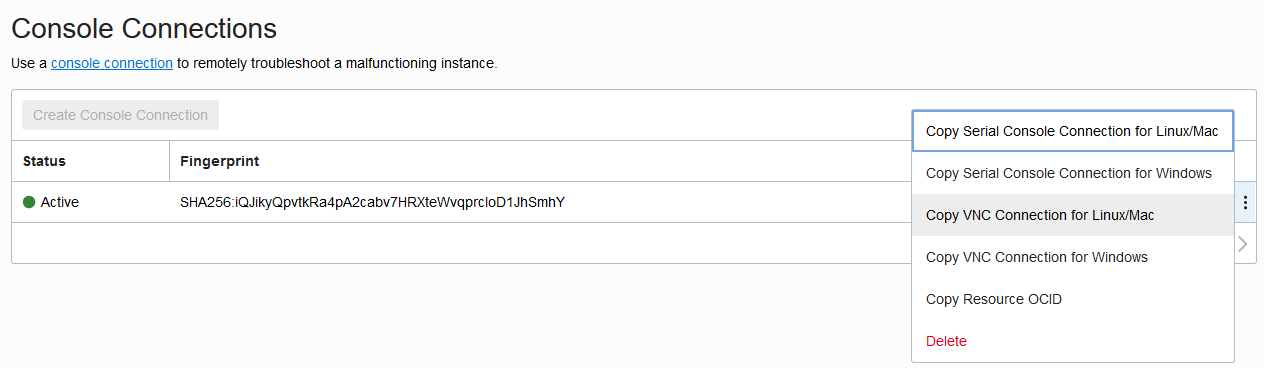 Console Connections
Use a console connection to remotely troubleshoot a malfunctioning instance.
Create Console Connection
Status
Fingerprint
Active
SHA256:iQJikyQpvtkRa4pA2cabv7HRXteWvqprcIoD1JhSmhY
Copy Serial Console Connection for Linux/Mac
Copy Serial Console Connection for Windows
Copy VNC Connection for Linux/Mac
Copy VNC Connection for Windows
Copy Resource OCID
Delete